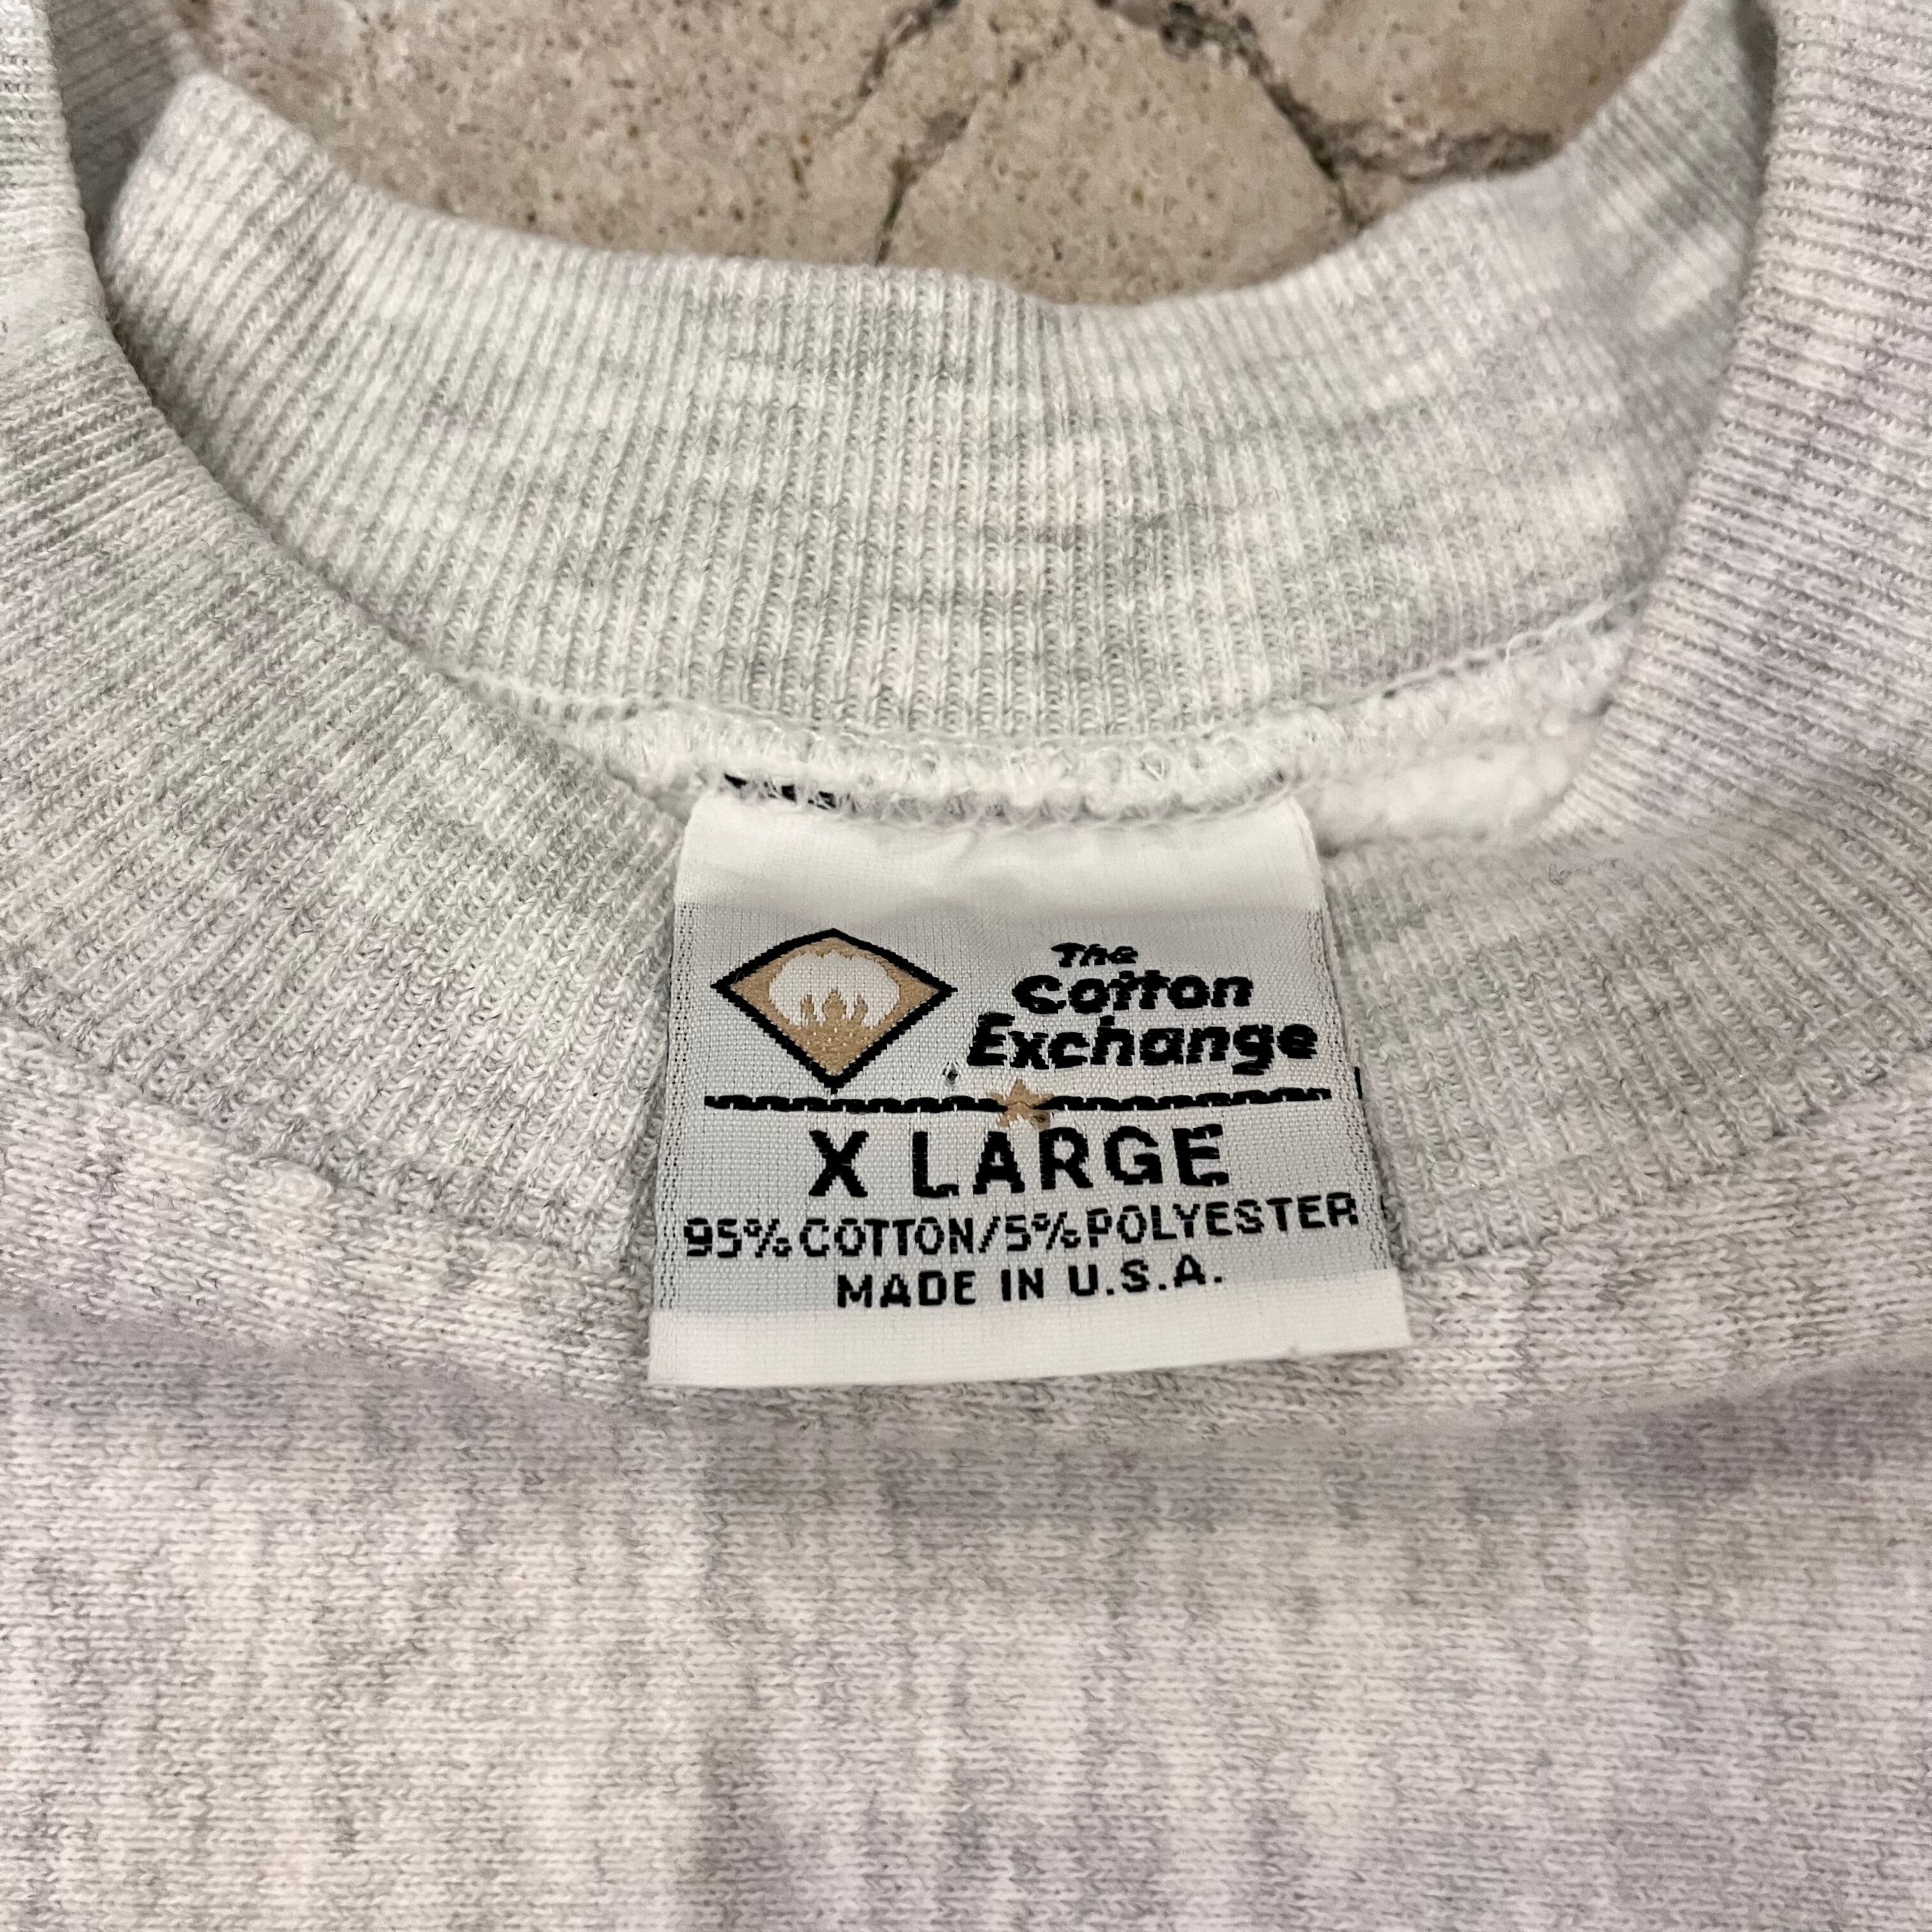 The
Cotton
Exchange
X LARGE
95% COTTON/5% POLYESTER
MADE IN U.S.A.